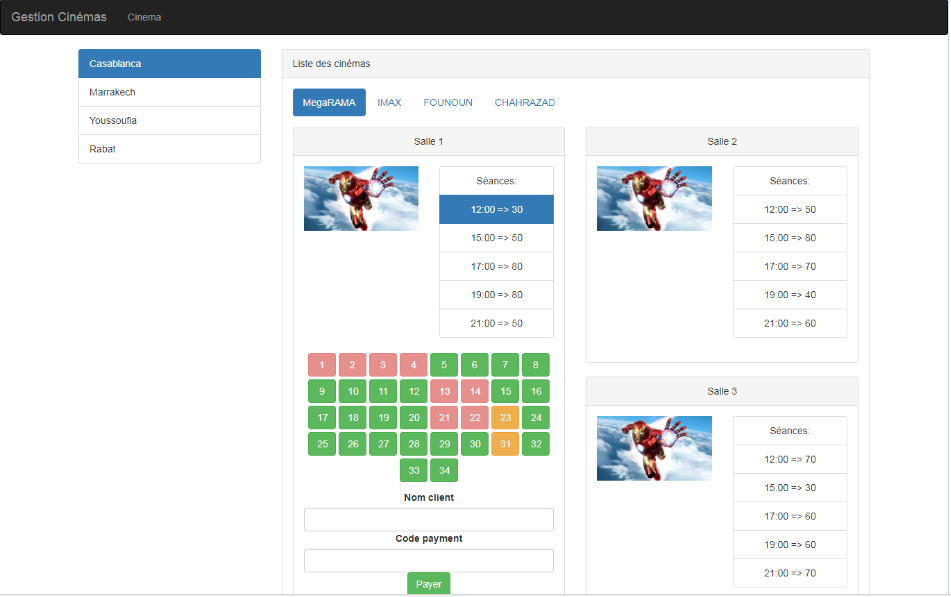 Gestion Cinémas Cinema
Casablanca
Marrakech
Youssoufia
Rabat
Liste des cinémas
MegaRAMA IMAX FOUNOUN CHAHRAZAD
Salle 1
Séances:
12:00 => 30
15:00 => 50
17:00 => 80
19:00 => 80
21:00 => 50
1 2 3 4 5 6 7 8
9 10 11 12 13 14 15 16
17 18 19 20 21 22 23 24
25 26 27 28 29 30 31 32
33 34
Nom client
Code payment
Payer
Salle 2
Séances:
12:00 => 50
15:00 => 80
17:00 => 70
19:00 => 40
21:00 => 60
Salle 3
Séances:
12:00 => 70
15:00 => 30
17:00 => 60
19:00 => 60
21:00 => 70